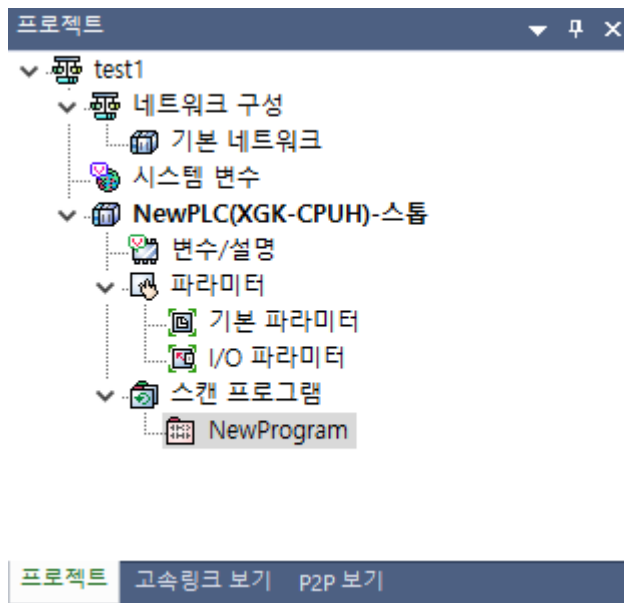 프로젝트
test1
네트워크 구성
기본 네트워크
시스템 변수
NewPLC(XGK-CPUH)-스톱
변수/설명
파라미터
기본 파라미터
I/O 파라미터
스캔 프로그램
NewProgram
프로젝트 고속링크 보기 P2P 보기